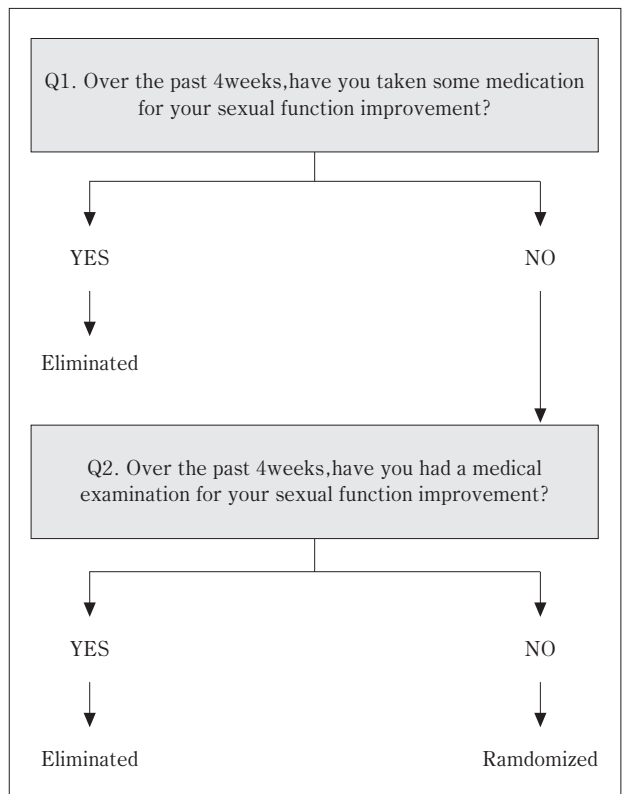 Q1. Over the past 4weeks,have you taken some medication
for your sexual function improvement?
YES
NO
Eliminated
Q2. Over the past 4weeks,have you had a medical
examination for your sexual function improvement?
YES
NO
Eliminated
Ramdomized